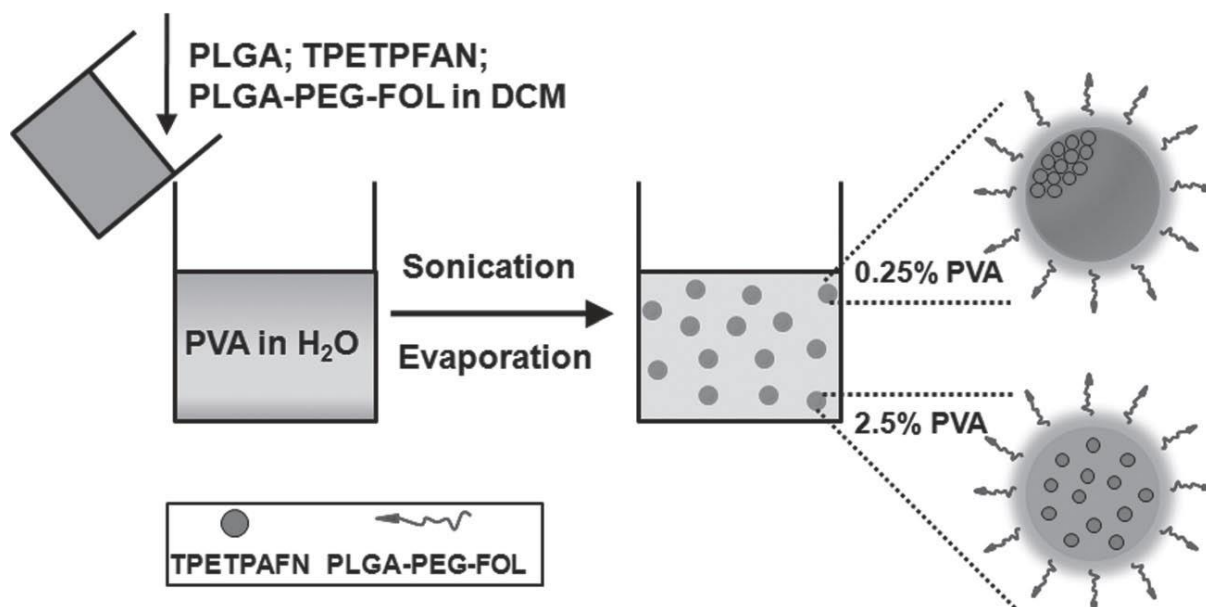 PLGA; TPETPFAN;
PLGA-PEG-FOL in DCM
PVA in H₂O
Sonication
Evaporation
0.25% PVA
2.5% PVA
TPETPAFN PLGA-PEG-FOL